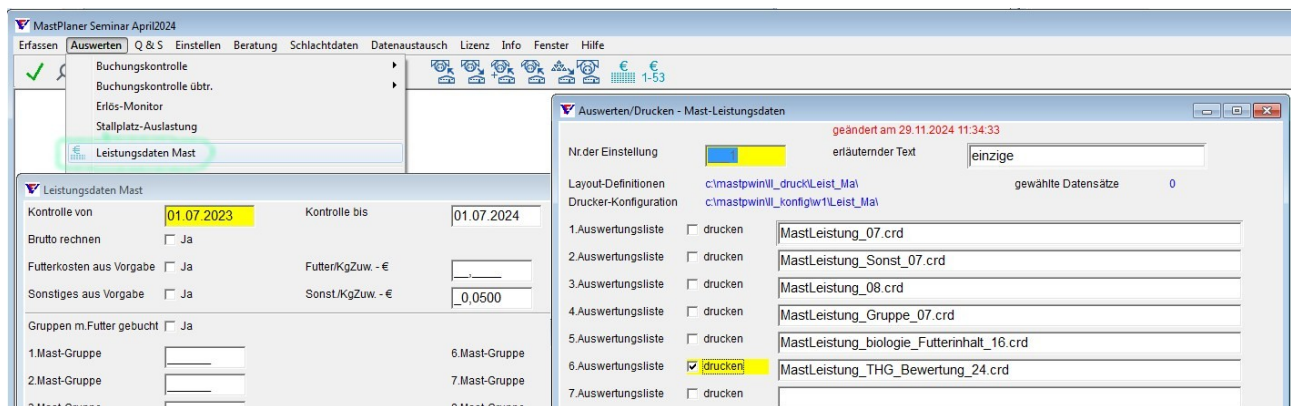 MastPlaner Seminar April2024
Erfassen Auswerten Q & S Einstellen Beratung Schlachtdaten Datenaustausch Lizenz Info Fenster Hilfe
Buchungskontrolle
Buchungskontrolle übtr.
Erlös-Monitor
Stallplatz-Auslastung
Leistungsdaten Mast
€ € 1-53
Leistungsdaten Mast
Kontrolle von 01.07.2023 Kontrolle bis 01.07.2024
Brutto rechnen Ja
Futterkosten aus Vorgabe Ja Futter/KgZuw. - € __,____
Sonstiges aus Vorgabe Ja Sonst./KgZuw. - € _0,0500
Gruppen m.Futter gebucht Ja
1.Mast-Gruppe 6.Mast-Gruppe
2.Mast-Gruppe 7.Mast-Gruppe
Auswerten/Drucken - Mast-Leistungsdaten
geändert am 29.11.2024 11:34:33
Nr.der Einstellung 1 erläuternder Text einzige
Layout-Definitionen c:\mastpwin\ll_druck\Leist_Ma\ gewählte Datensätze 0
Drucker-Konfiguration c:\mastpwin\ll_konfig\w1\Leist_Ma\
1.Auswertungsliste drucken MastLeistung_07.crd
2.Auswertungsliste drucken MastLeistung_Sonst_07.crd
3.Auswertungsliste drucken MastLeistung_08.crd
4.Auswertungsliste drucken MastLeistung_Gruppe_07.crd
5.Auswertungsliste drucken MastLeistung_biologie_Futterinhalt_16.crd
6.Auswertungsliste drucken MastLeistung_THG_Bewertung_24.crd
7.Auswertungsliste drucken